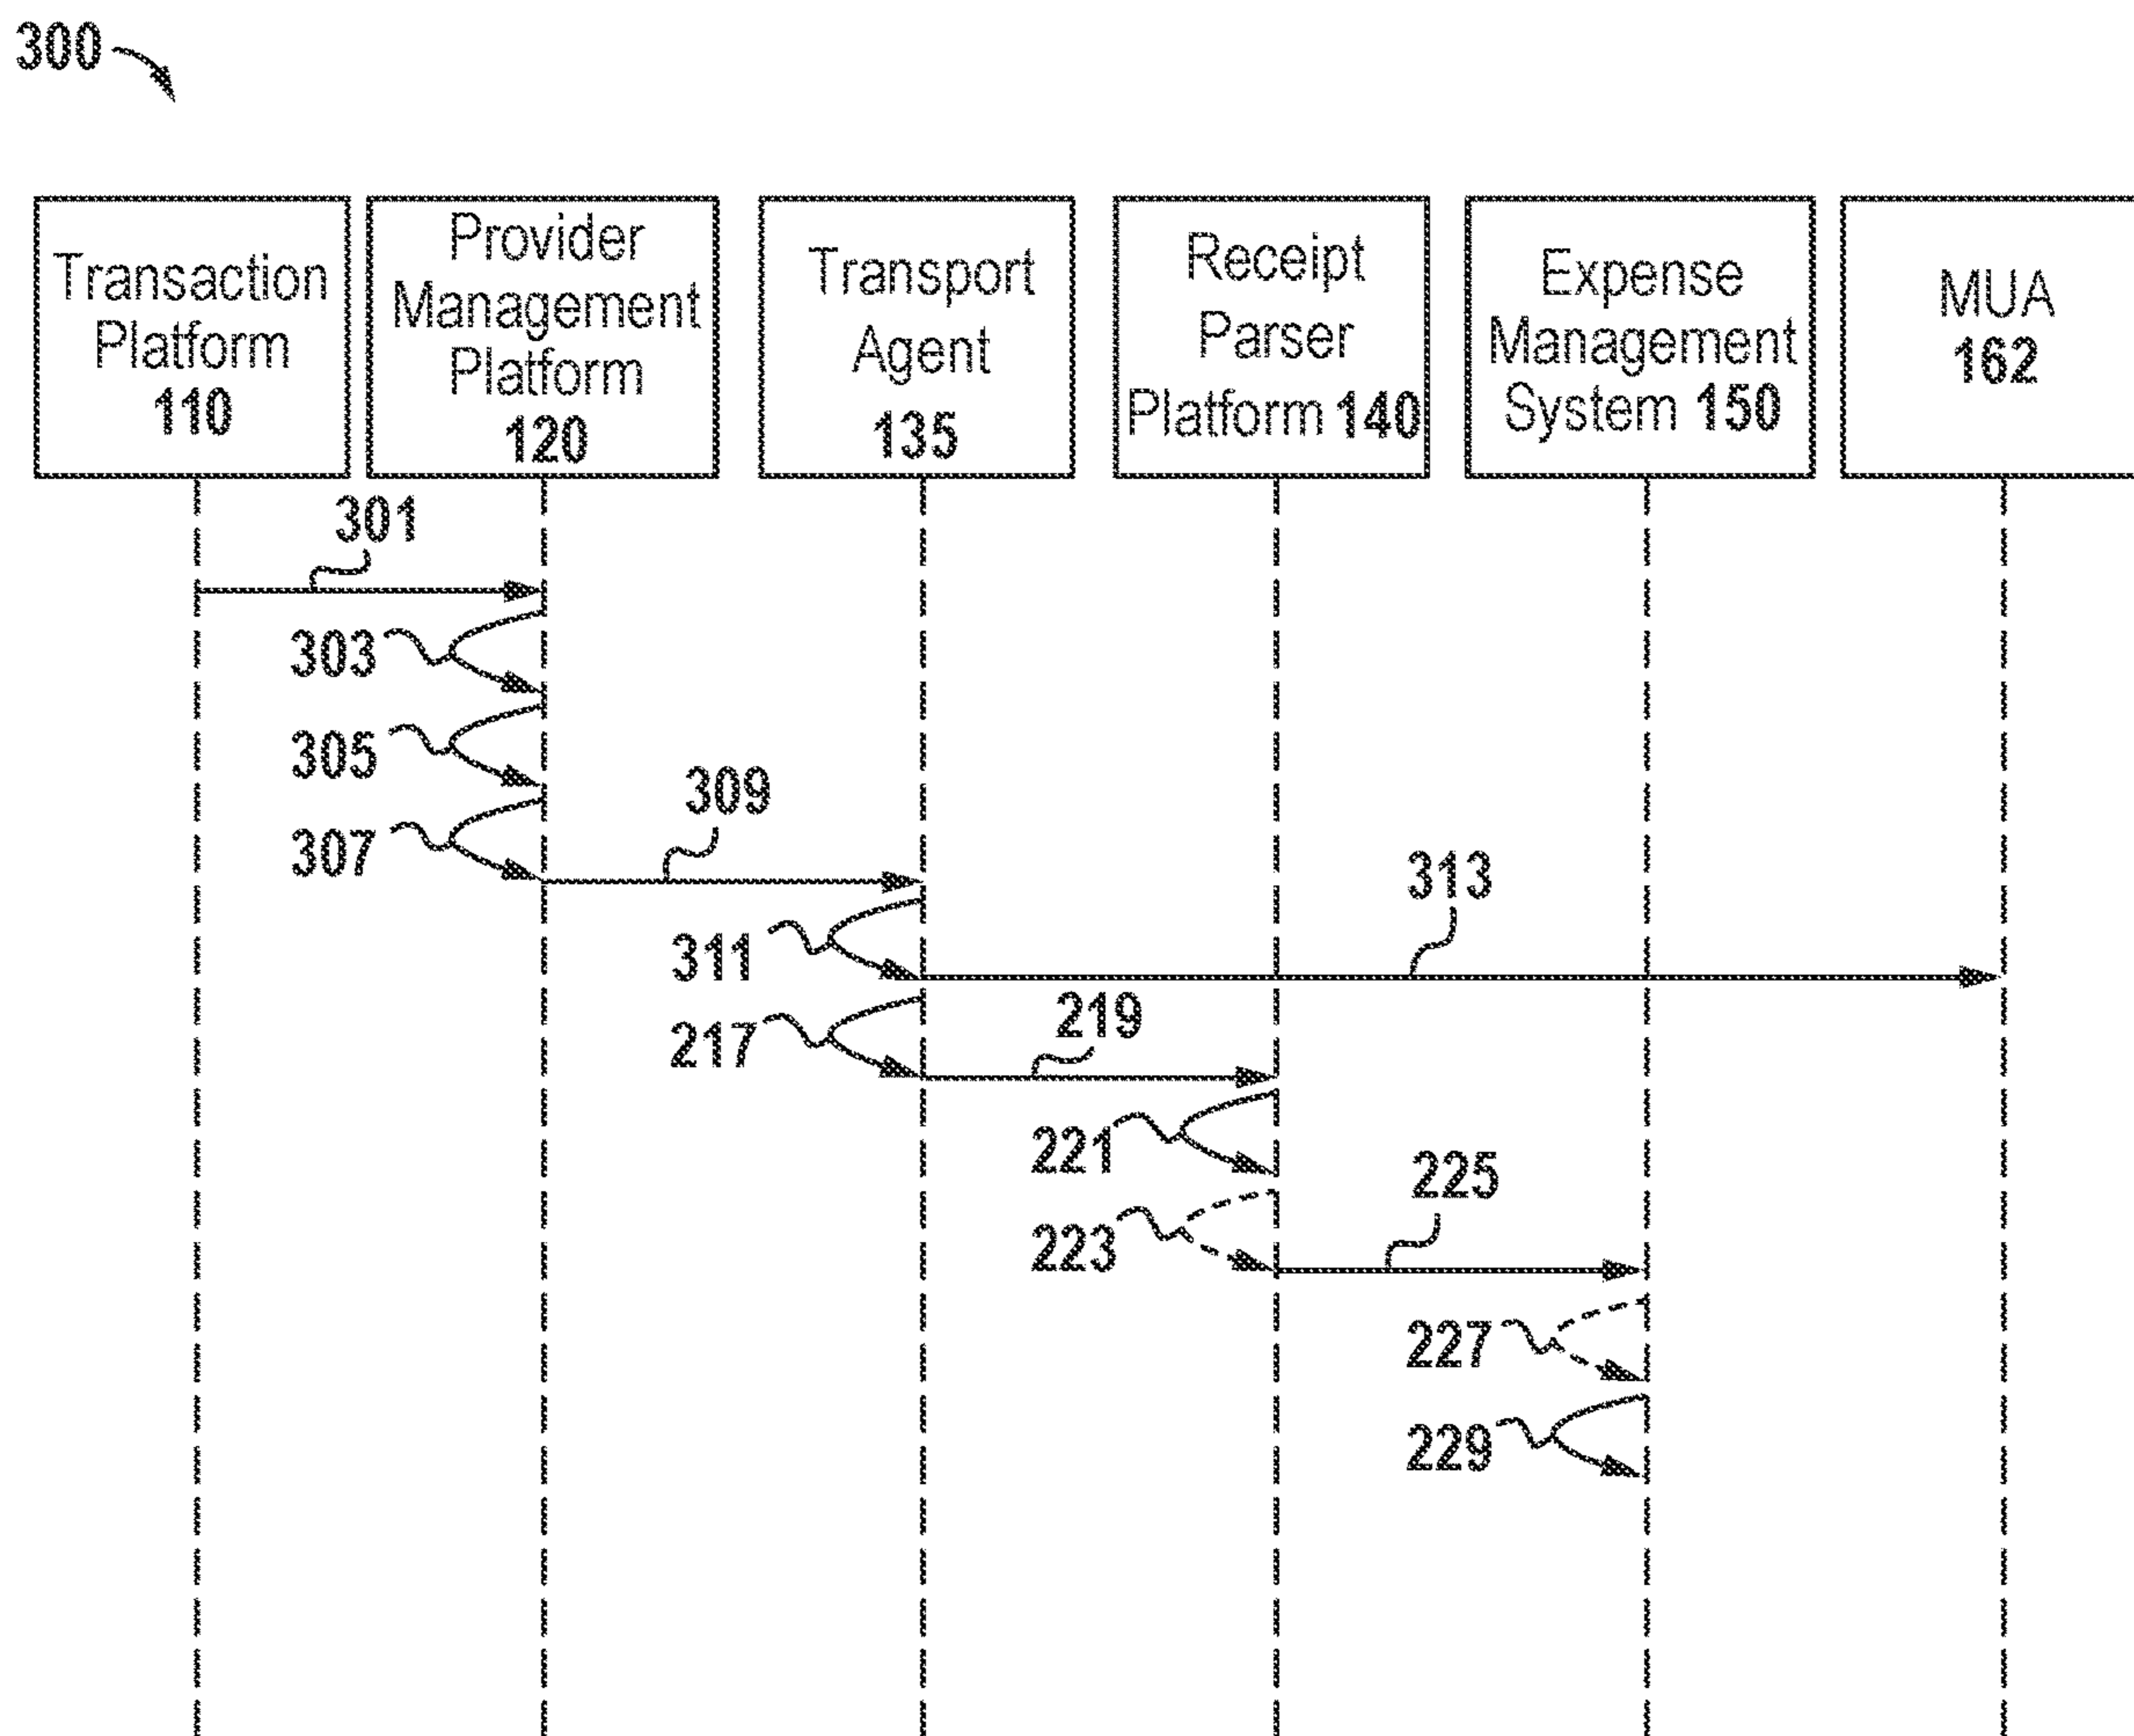 300
Transaction
Platform
110
Provider
Management
Platform
120
Transport
Agent
135
Receipt
Parser
Platform 140
Expense
Management
System 150
MUA
162
301
303
305
307
309
311
313
217
219
221
223
225
227
229